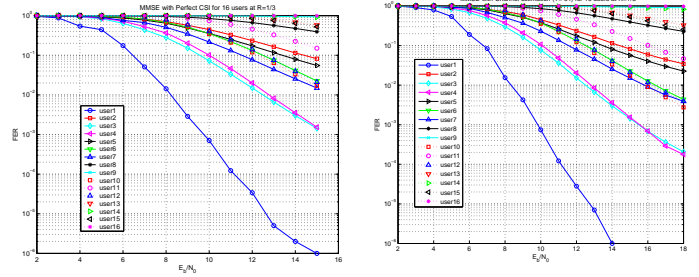 MMSE with Perfect CSI for 16 users at R=1/3
10^0
10^-1
10^-2
10^-3
10^-4
10^-5
10^-6
FER
user1
user2
user3
user4
user5
user6
user7
user8
user9
user10
user11
user12
user13
user14
user15
user16
2 4 6 8 10 12 14 16
E_b/N_0
10^0
10^-1
10^-2
10^-3
10^-4
10^-5
10^-6
FER
user1
user2
user3
user4
user5
user6
user7
user8
user9
user10
user11
user12
user13
user14
user15
user16
2 4 6 8 10 12 14 16 18
E_b/N_0